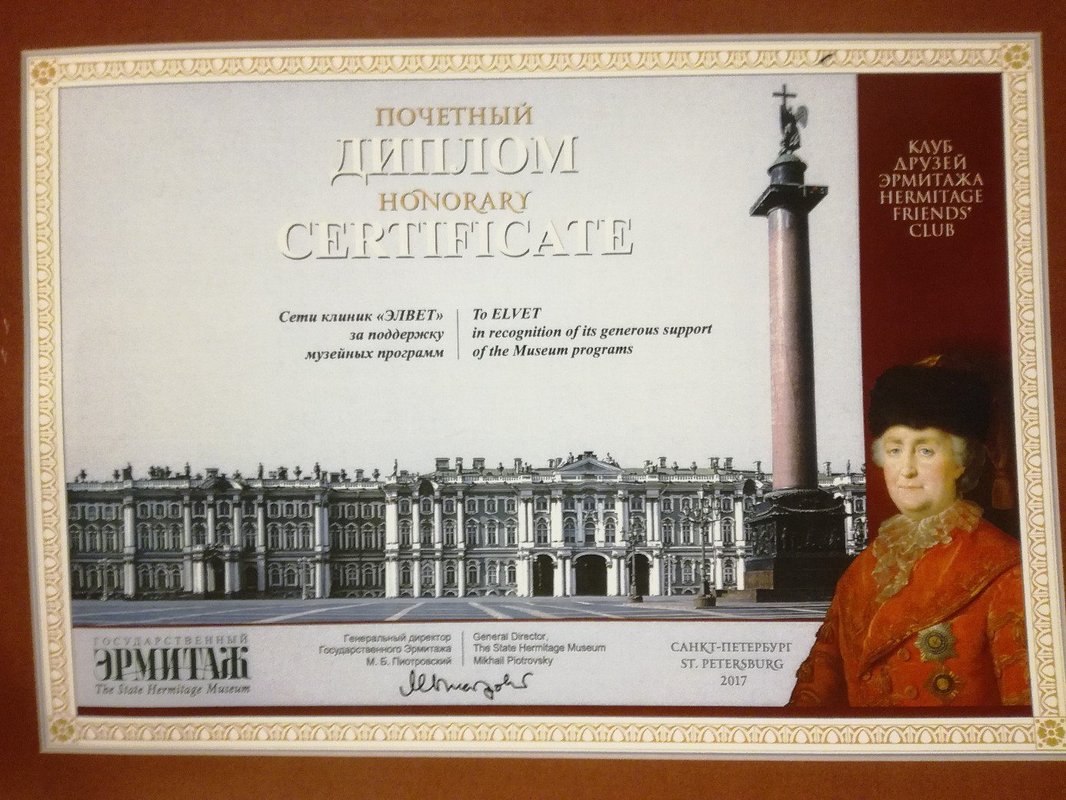 ПОЧЕТНЫЙ
ДИПЛОМ
HONORARY
CERTIFICATE
КЛУБ
ДРУЗЕЙ
ЭРМИТАЖА
HERMITAGE
FRIENDS'
CLUB
Сети клиник «ЭЛВЕТ»
за поддержку
музейных программ
To ELVET
in recognition of its generous support
of the Museum programs
ГОСУДАРСТВЕННЫЙ
ЭРМИТАЖ
The State Hermitage Museum
Генеральный директор
Государственного Эрмитажа
М. Б. Пиотровский
General Director,
The State Hermitage Museum
Mikhail Piotrovsky
САНКТ-ПЕТЕРБУРГ
ST. PETERSBURG
2017